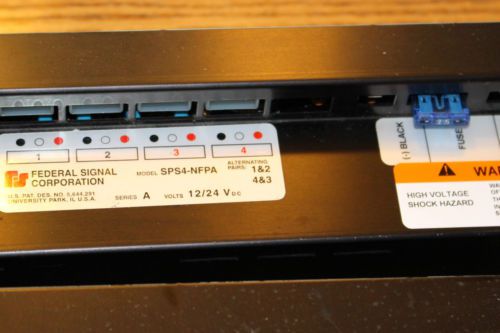 1 2 3 4
FEDERAL SIGNAL
CORPORATION
MODEL SPS4-NFPA
ALTERNATING
PAIRS: 1&2
4&3
U.S. PAT. DES. NO. 5,644,291
UNIVERSITY PARK, IL U.S.A.
SERIES A VOLTS 12/24 VDC
(-) BLACK
FUSE
HIGH VOLTAGE
SHOCK HAZARD